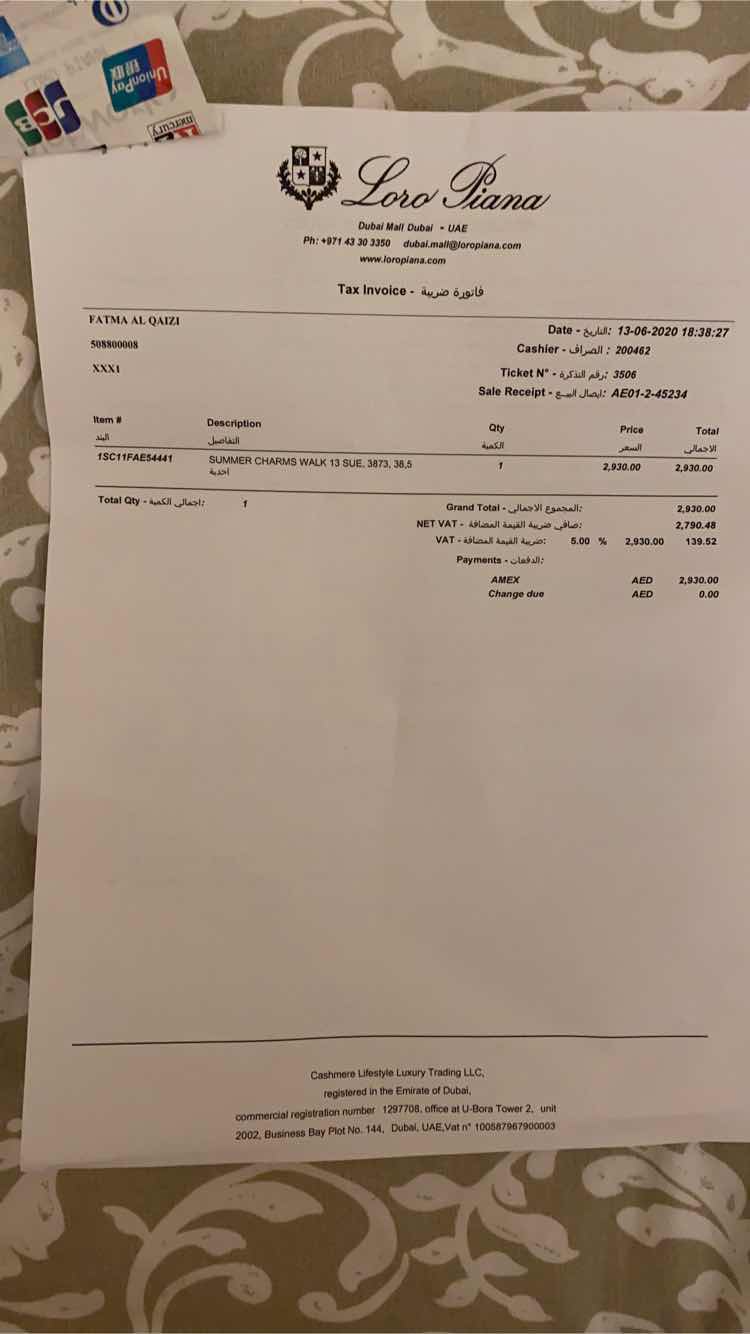 UnionPay
银联
JCB
mercury
Loro Piana
Dubai Mall Dubai - UAE
Ph: +971 43 30 3350 dubai.mall@loropiana.com
www.loropiana.com
Tax Invoice - فاتورة ضريبة
FATMA AL QAIZI
508800008
XXX1
Date - التاريخ: 13-06-2020 18:38:27
Cashier - الصراف : 200462
Ticket N° - رقم التذكرة: 3506
Sale Receipt - ايصال البيع: AE01-2-45234
Item # Description Qty Price Total
البند التفاصيل الكمية السعر الاجمالي
1SC11FAE54441 SUMMER CHARMS WALK 13 SUE, 3873, 38,5 1 2,930.00 2,930.00
احذية
Total Qty - اجمالي الكمية: 1
Grand Total - المجموع الاجمالي: 2,930.00
NET VAT - صافي ضريبة القيمة المضافة: 2,790.48
VAT - ضريبة القيمة المضافة: 5.00 % 2,930.00 139.52
Payments - الدفعات:
AMEX AED 2,930.00
Change due AED 0.00
Cashmere Lifestyle Luxury Trading LLC,
registered in the Emirate of Dubai,
commercial registration number 1297708, office at U-Bora Tower 2, unit
2002, Business Bay Plot No. 144, Dubai, UAE,Vat n° 100587967900003